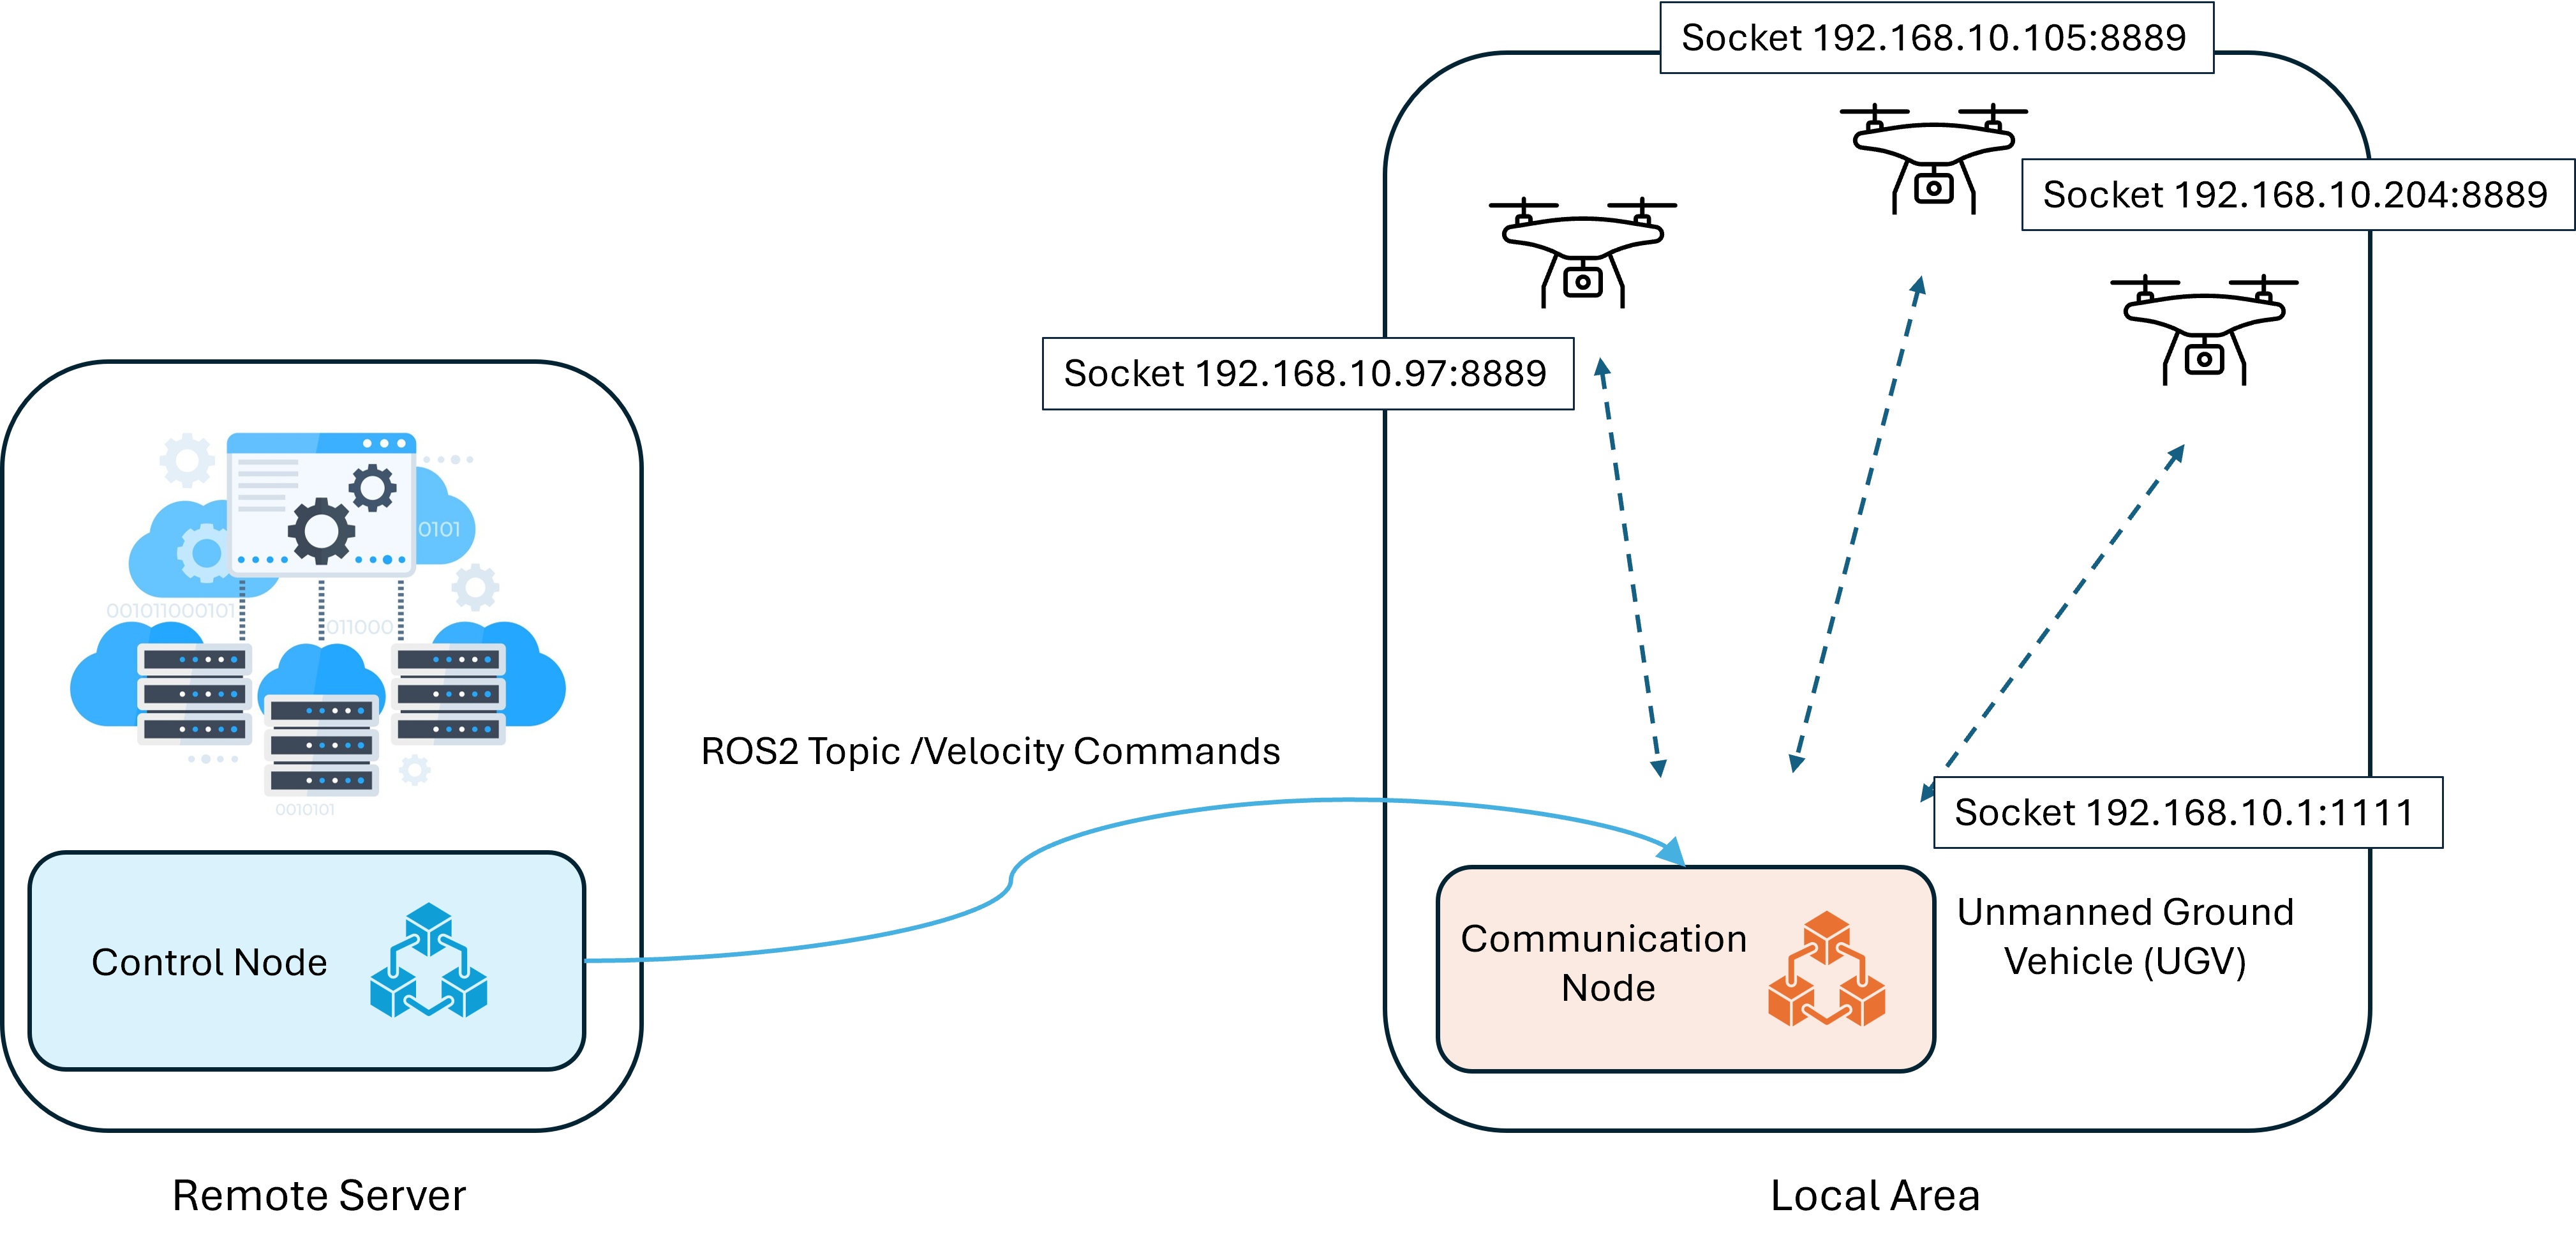 Socket 192.168.10.105:8889
Socket 192.168.10.204:8889
Socket 192.168.10.97:8889
0101
001011000101
011000
0010101
ROS2 Topic /Velocity Commands
Socket 192.168.10.1:1111
Control Node
Communication
Node
Unmanned Ground
Vehicle (UGV)
Remote Server
Local Area